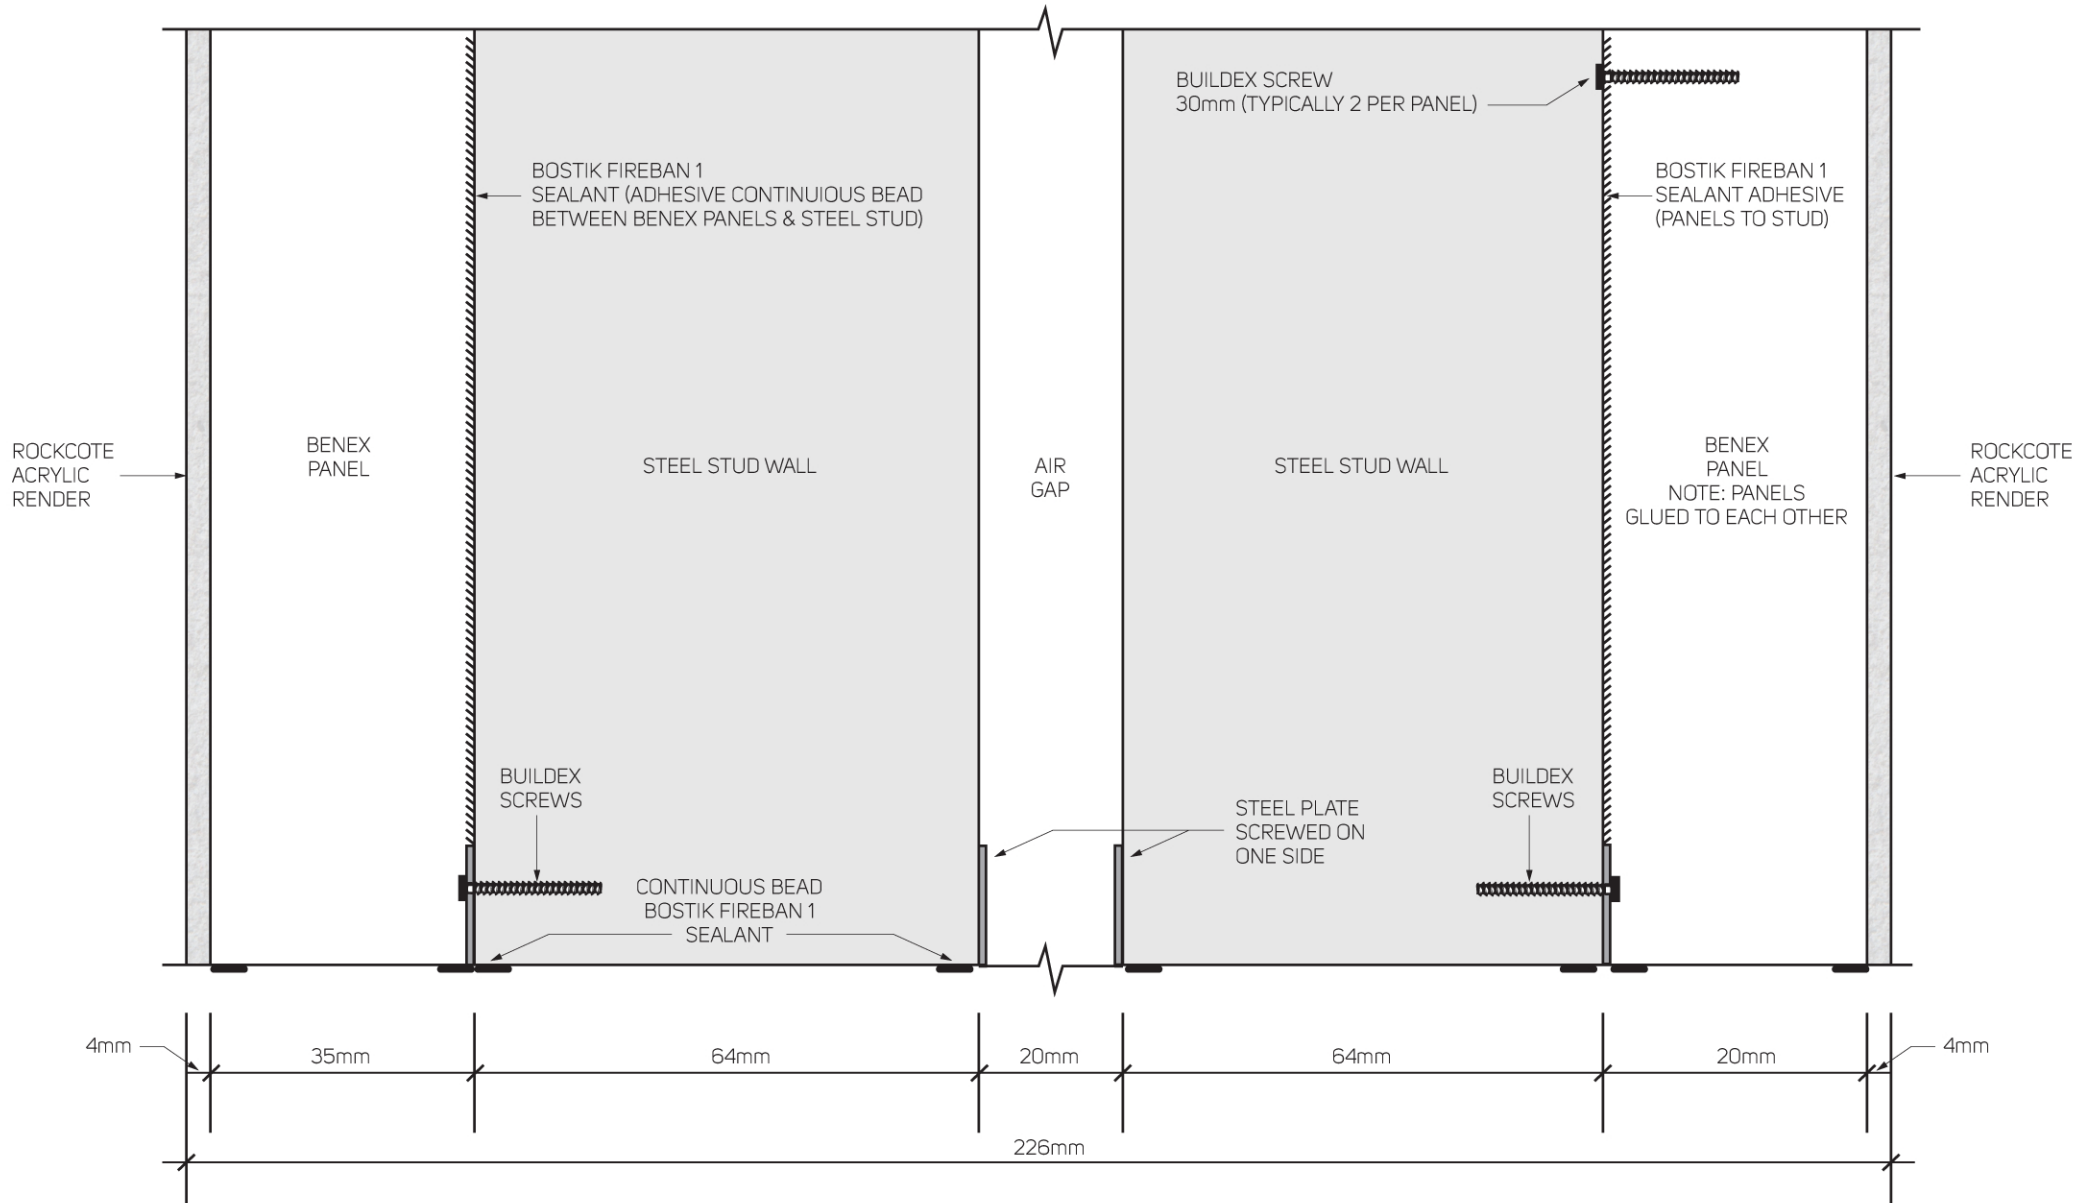 BUILDEX SCREW
30mm (TYPICALLY 2 PER PANEL)
BOSTIK FIREBAN 1
SEALANT (ADHESIVE CONTINUIOUS BEAD
BETWEEN BENEX PANELS & STEEL STUD)
BOSTIK FIREBAN 1
SEALANT ADHESIVE
(PANELS TO STUD)
ROCKCOTE
ACRYLIC
RENDER
BENEX
PANEL
STEEL STUD WALL
AIR
GAP
STEEL STUD WALL
BENEX
PANEL
NOTE: PANELS
GLUED TO EACH OTHER
ROCKCOTE
ACRYLIC
RENDER
BUILDEX
SCREWS
STEEL PLATE
SCREWED ON
ONE SIDE
BUILDEX
SCREWS
CONTINUOUS BEAD
BOSTIK FIREBAN 1
SEALANT
4mm
35mm
64mm
20mm
64mm
20mm
4mm
226mm